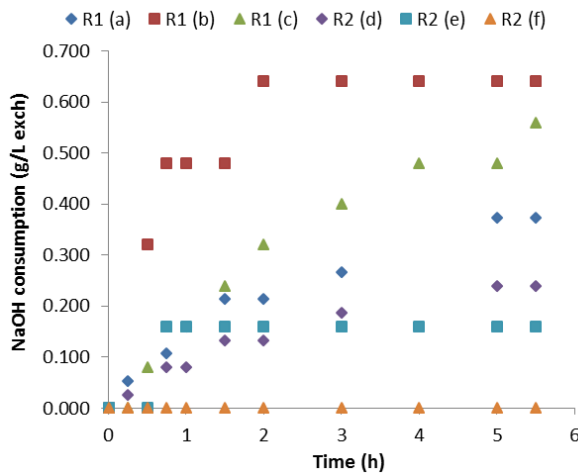 R1 (a) R1 (b) R1 (c) R2 (d) R2 (e) R2 (f)
NaOH consumption (g/L exch)
0.700
0.600
0.500
0.400
0.300
0.200
0.100
0.000
0 1 2 3 4 5 6
Time (h)